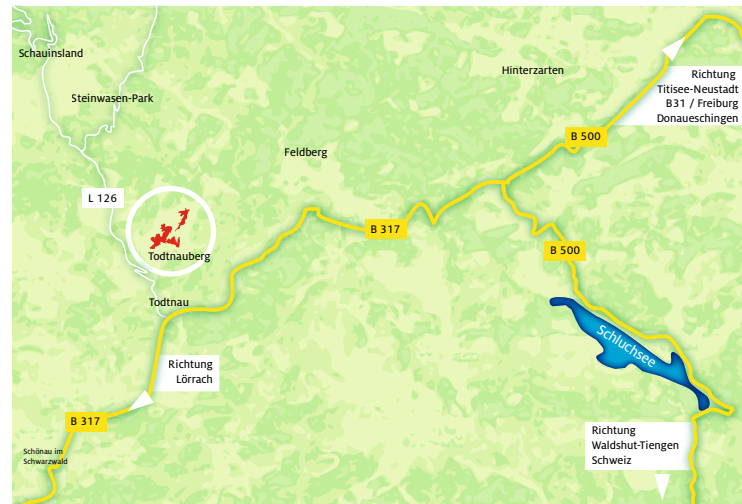 Schauinsland
Steinwasen-Park
Hinterzarten
Richtung
Titisee-Neustadt
B31 / Freiburg
Donaueschingen
B 500
Feldberg
L 126
B 317
Todtnauberg
B 500
Todtnau
Schluchsee
Richtung
Lörrach
B 317
Richtung
Waldshut-Tiengen
Schweiz
Schönau im
Schwarzwald